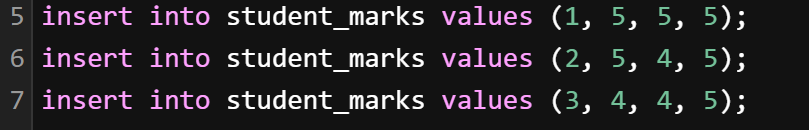 5 insert into student_marks values (1, 5, 5, 5);
6 insert into student_marks values (2, 5, 4, 5);
7 insert into student_marks values (3, 4, 4, 5);